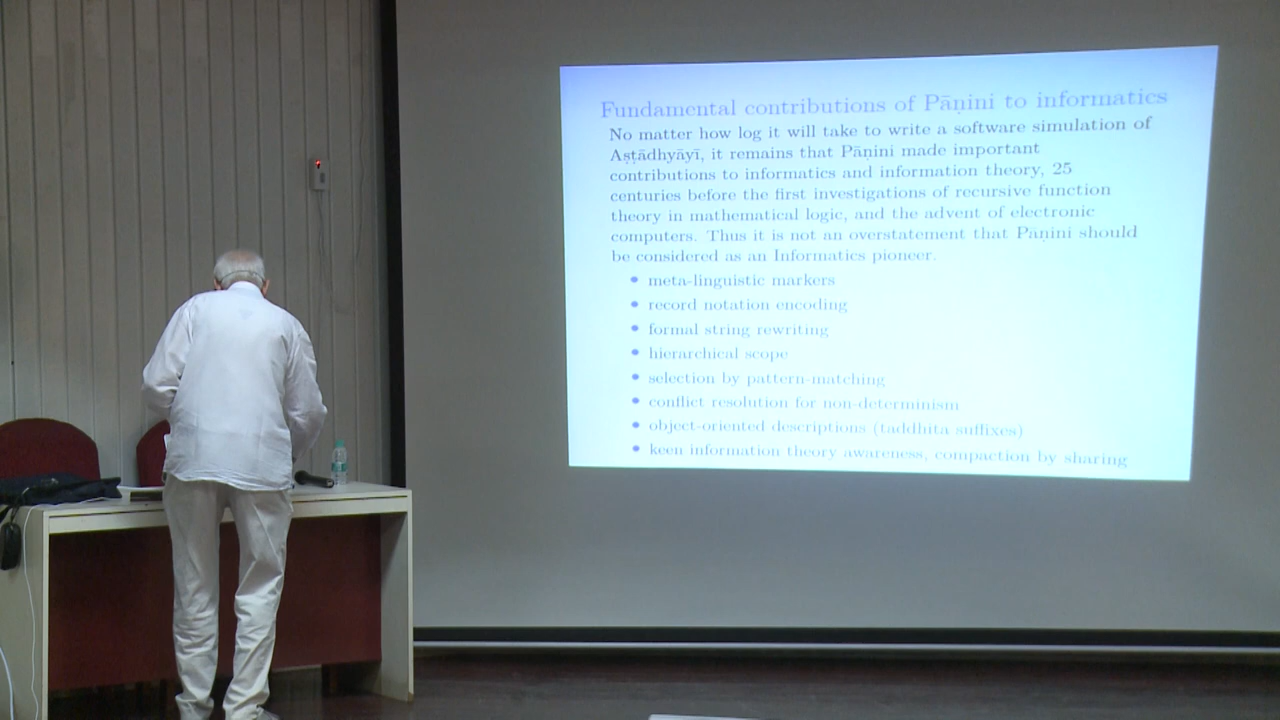 Fundamental contributions of Pāṇini to informatics
No matter how log it will take to write a software simulation of
Aṣṭādhyāyī, it remains that Pāṇini made important
contributions to informatics and information theory, 25
centuries before the first investigations of recursive function
theory in mathematical logic, and the advent of electronic
computers. Thus it is not an overstatement that Pāṇini should
be considered as an Informatics pioneer.
• meta-linguistic markers
• record notation encoding
• formal string rewriting
• hierarchical scope
• selection by pattern-matching
• conflict resolution for non-determinism
• object-oriented descriptions (taddhita suffixes)
• keen information theory awareness, compaction by sharing